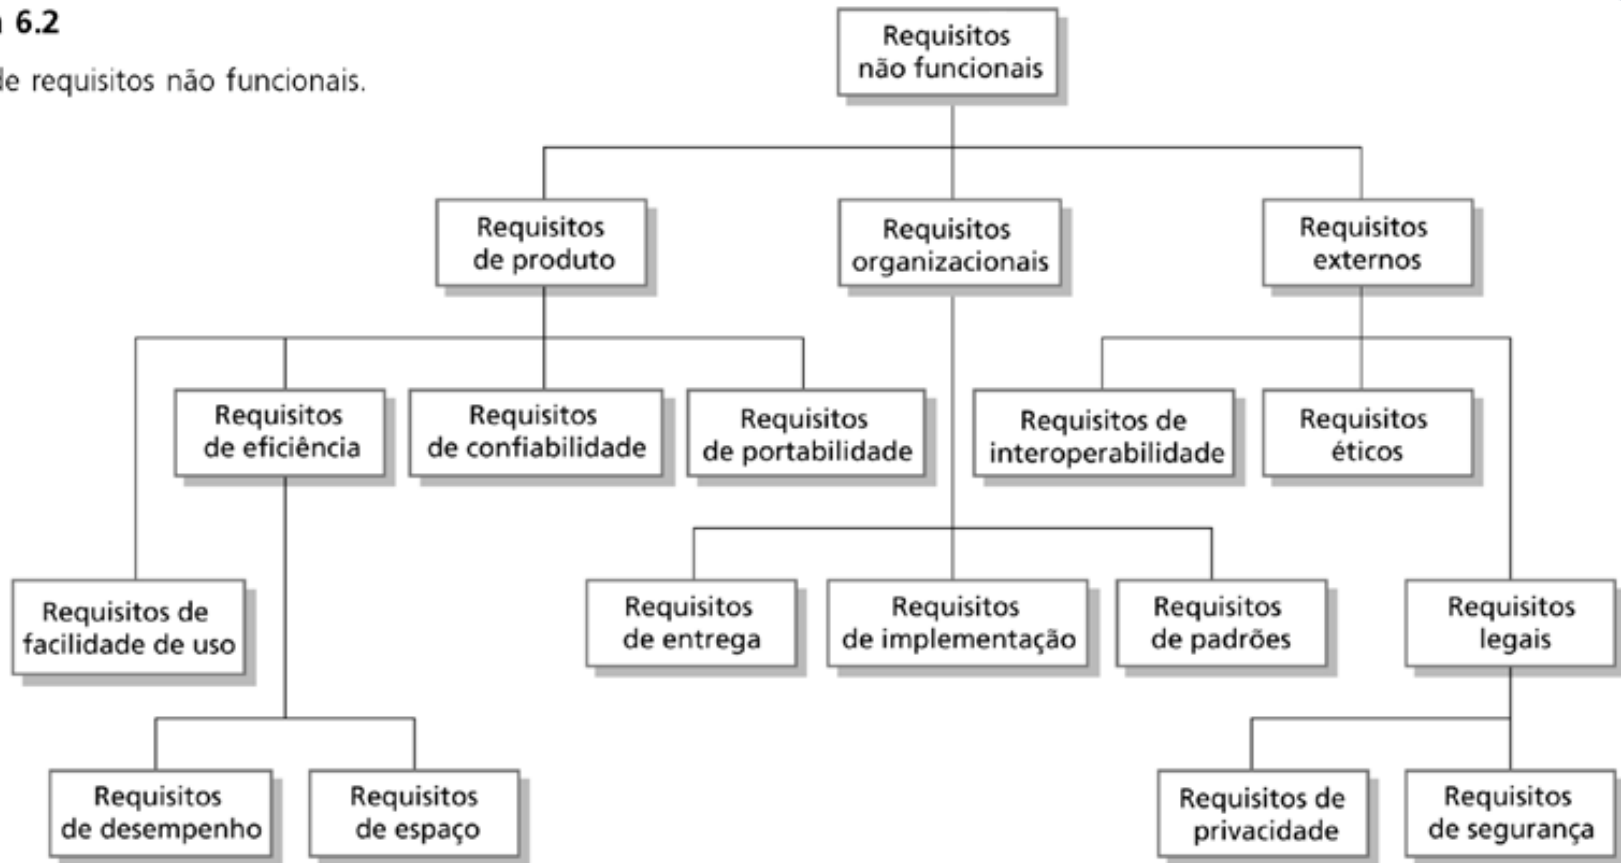 6.2
de requisitos não funcionais.
Requisitos
não funcionais
Requisitos
de produto
Requisitos
organizacionais
Requisitos
externos
Requisitos
de eficiência
Requisitos
de confiabilidade
Requisitos
de portabilidade
Requisitos de
interoperabilidade
Requisitos
éticos
Requisitos de
facilidade de uso
Requisitos
de entrega
Requisitos
de implementação
Requisitos
de padrões
Requisitos
legais
Requisitos
de desempenho
Requisitos
de espaço
Requisitos de
privacidade
Requisitos
de segurança